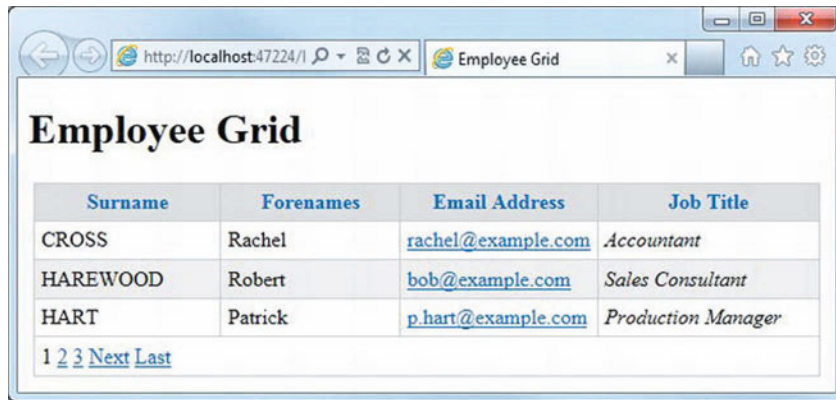 http://localhost:47224/l
Employee Grid
Employee Grid
Surname Forenames Email Address Job Title
CROSS Rachel rachel@example.com Accountant
HAREWOOD Robert bob@example.com Sales Consultant
HART Patrick p.hart@example.com Production Manager
1 2 3 Next Last